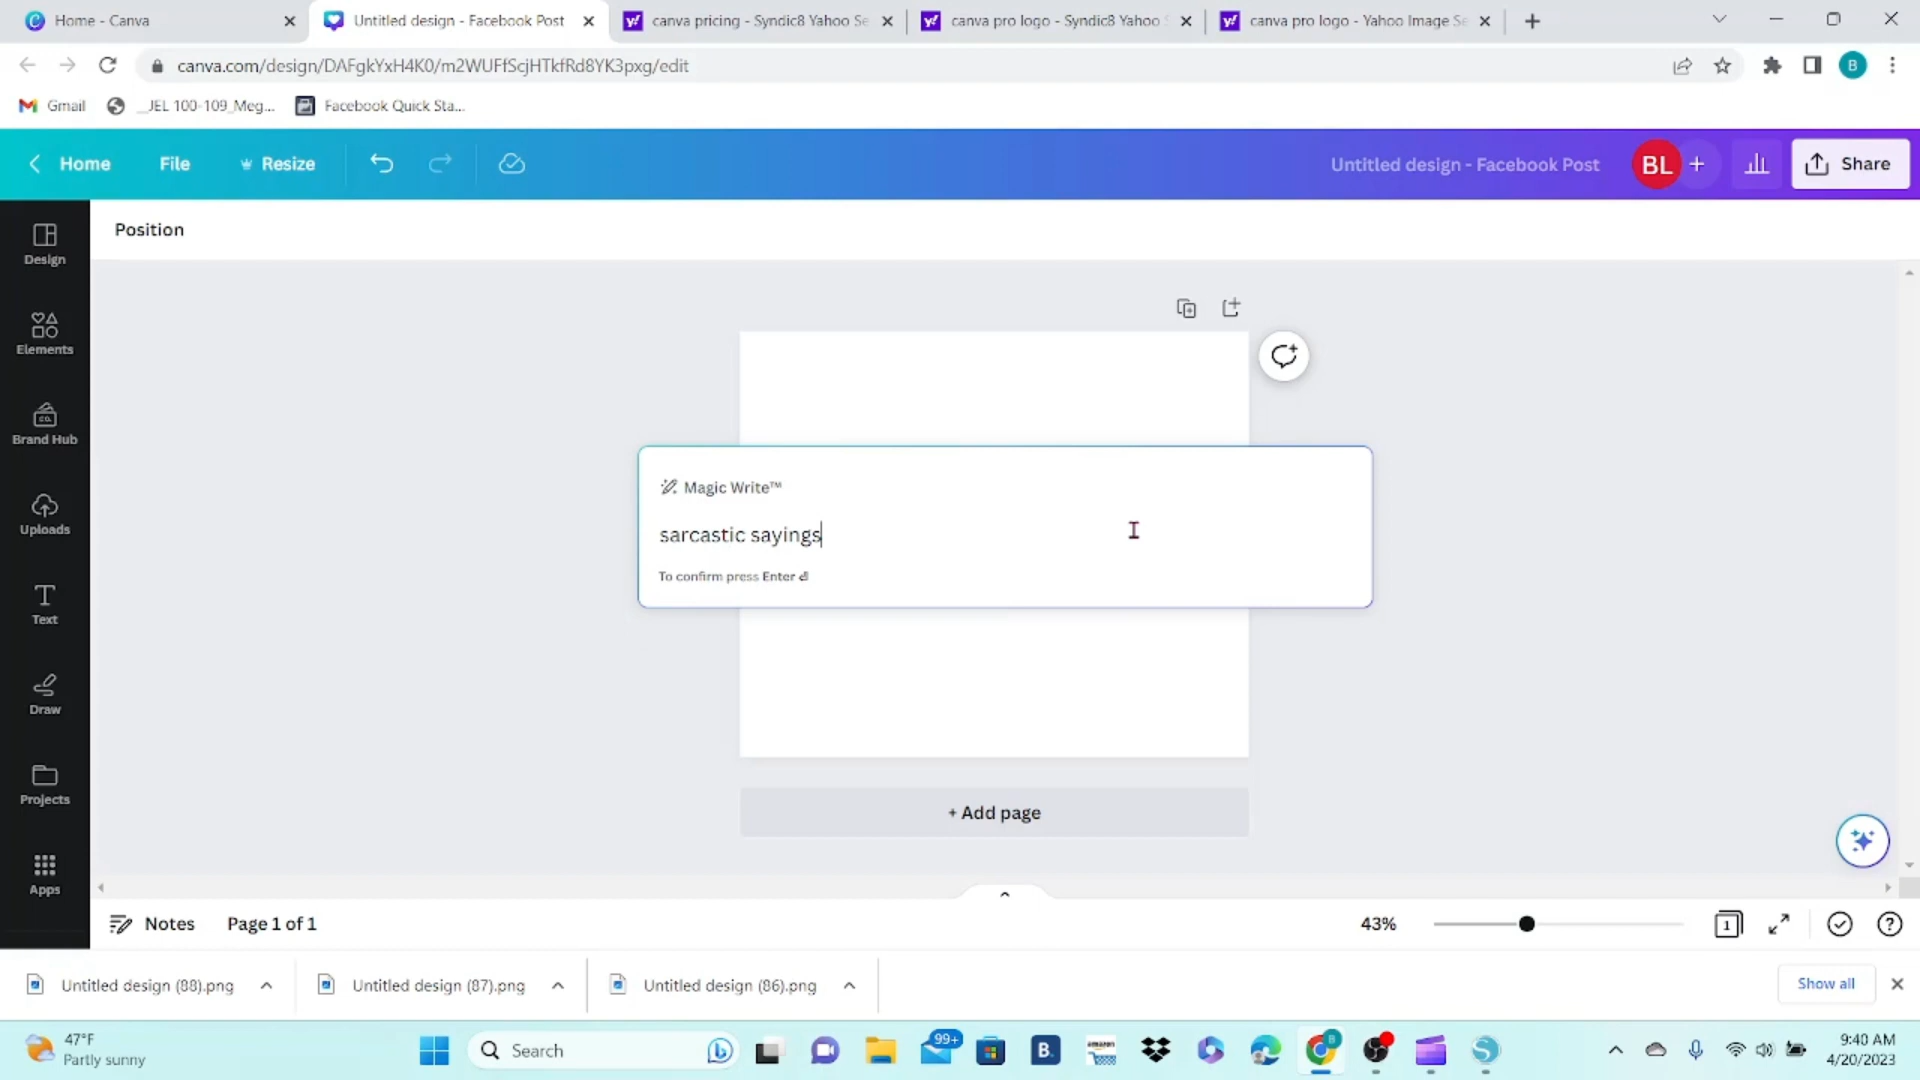 Home - Canva
Untitled design - Facebook Post
canva pricing - Syndic8 Yahoo Se
canva pro logo - Syndic8 Yahoo S
canva pro logo - Yahoo Image Se
canva.com/design/DAFgkYxH4K0/m2WUFfScjHTkfRd8YK3pxg/edit
B
Gmail
_JEL 100-109_Meg...
Facebook Quick Sta...
Home
File
Resize
Untitled design - Facebook Post
BL
Share
Design
Position
Elements
Brand Hub
CO.
Magic Write™
Uploads
sarcastic sayings
To confirm press Enter
Text
Draw
Projects
+ Add page
Apps
Notes
Page 1 of 1
43%
1
Untitled design (88).png
Untitled design (87).png
Untitled design (86).png
Show all
47°F
Partly sunny
Search
99+
B.
amazon
9:40 AM
4/20/2023